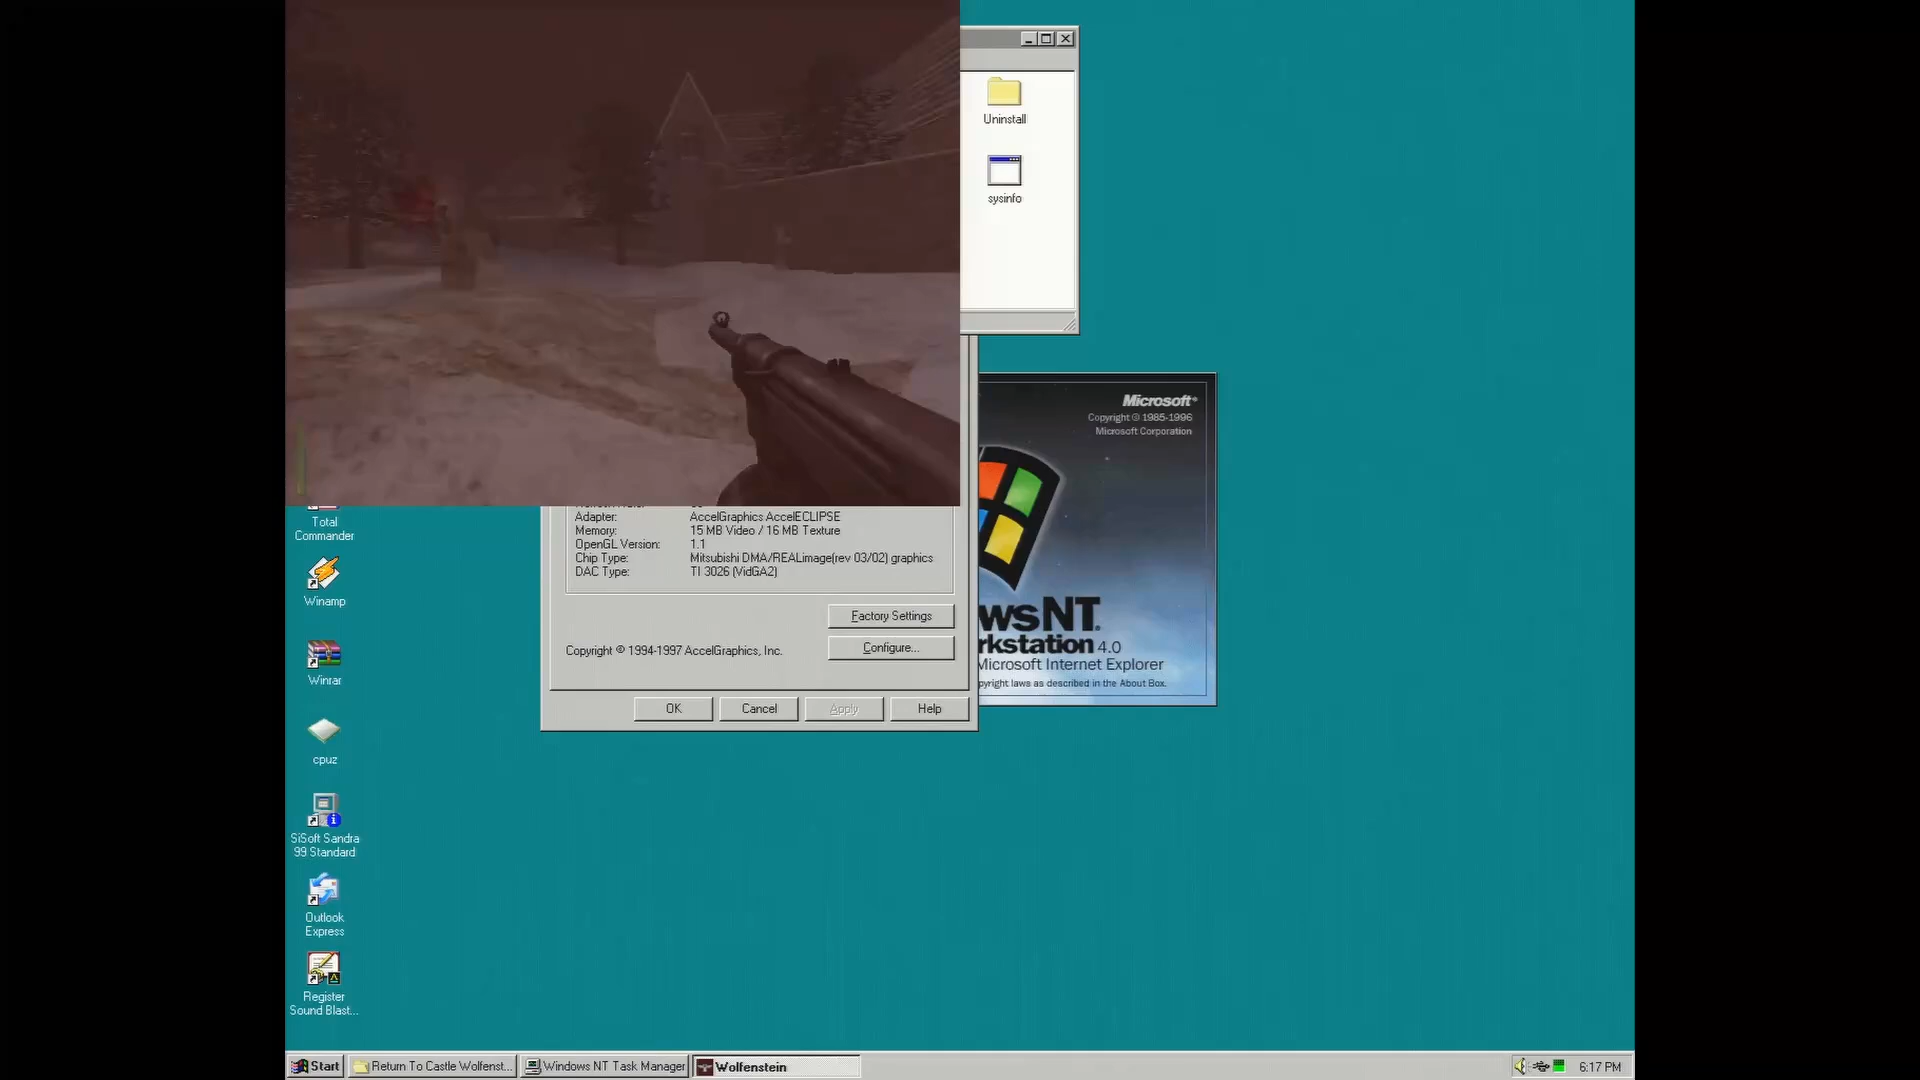 Uninstall
sysinfo
Microsoft®
Copyright © 1985-1996
Microsoft Corporation
wsNT.
rkstation 4.0
Microsoft Internet Explorer
pyright laws as described in the About Box.
Adapter: AccelGraphics AccelECLIPSE
Memory: 15 MB Video / 16 MB Texture
OpenGL Version: 1.1
Chip Type: Mitsubishi DMA/REALimage(rev 03/02) graphics
DAC Type: TI 3026 (VidGA2)
Factory Settings
Copyright © 1994-1997 AccelGraphics, Inc.
Configure...
OK
Cancel
Apply
Help
Total
Commander
Winamp
Winrar
cpuz
SiSoft Sandra
99 Standard
Outlook
Express
Register
Sound Blast...
Start
Return To Castle Wolfenst...
Windows NT Task Manager
Wolfenstein
6:17 PM